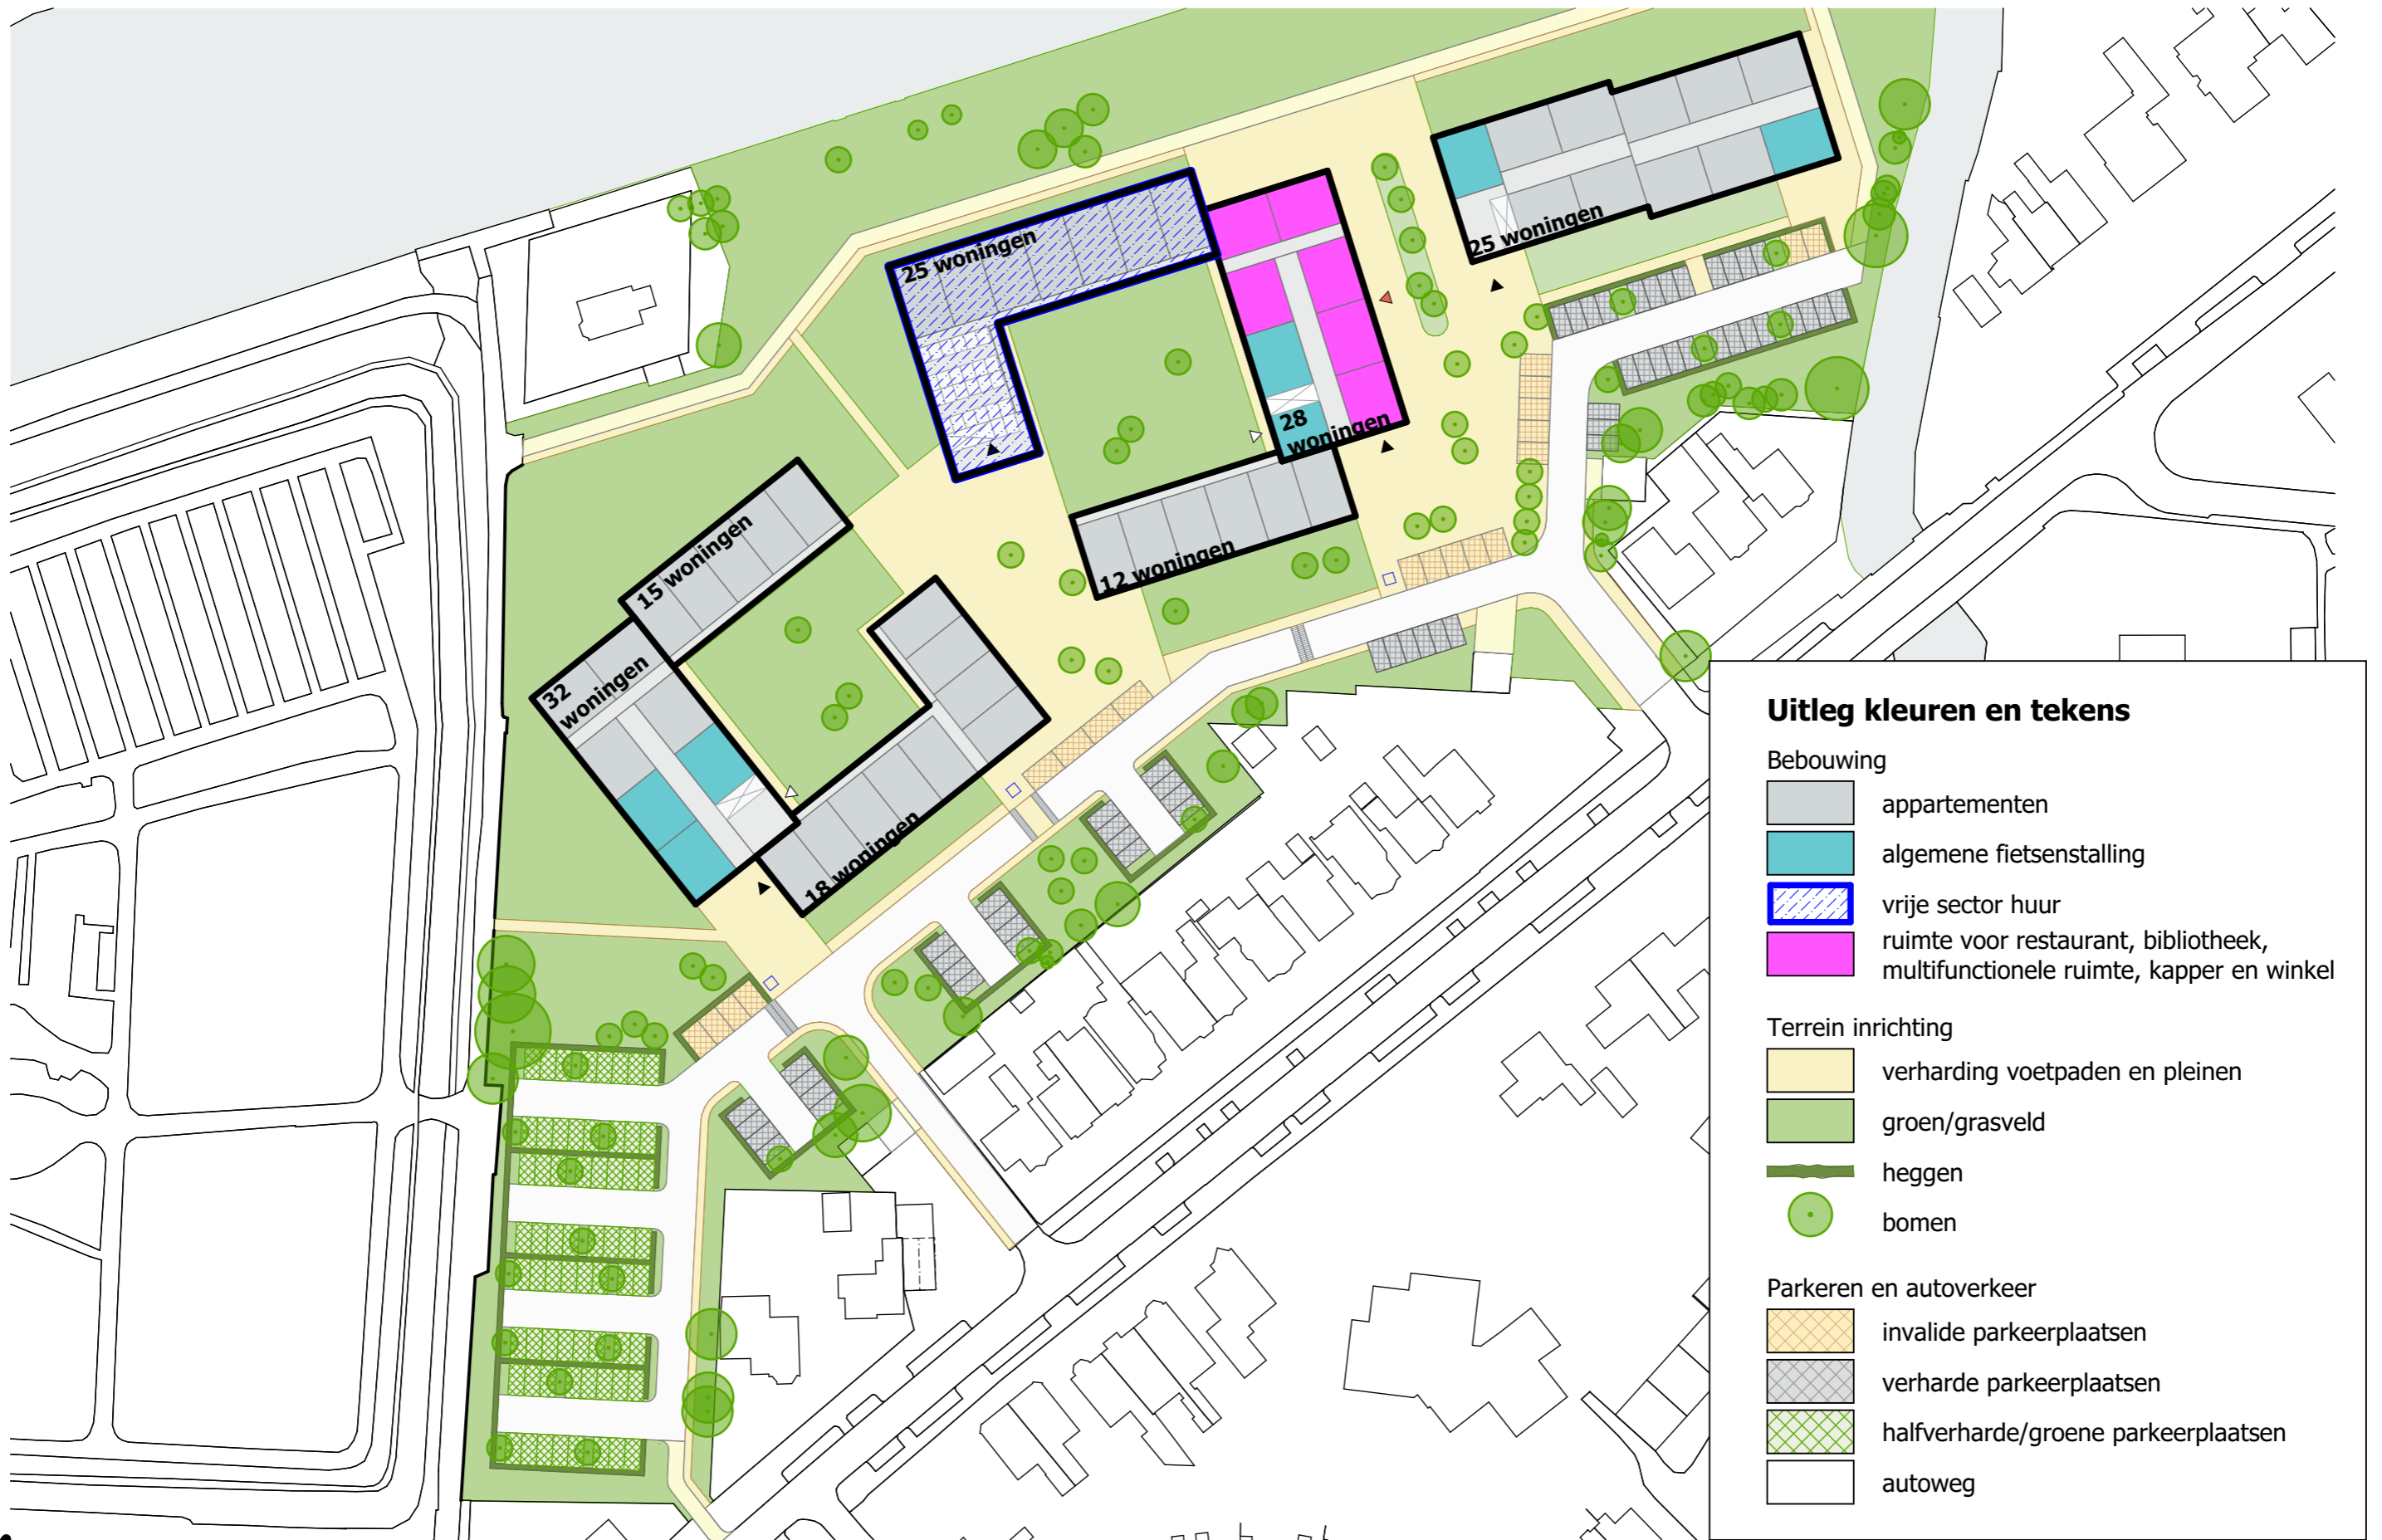 25 woningen
25 woningen
28
woningen
12 woningen
15 woningen
32
woningen
18 woningen
Uitleg kleuren en tekens
Bebouwing
appartementen
algemene fietsenstalling
vrije sector huur
ruimte voor restaurant, bibliotheek,
multifunctionele ruimte, kapper en winkel
Terrein inrichting
verharding voetpaden en pleinen
groen/grasveld
heggen
bomen
Parkeren en autoverkeer
invalide parkeerplaatsen
verharde parkeerplaatsen
halfverharde/groene parkeerplaatsen
autoweg